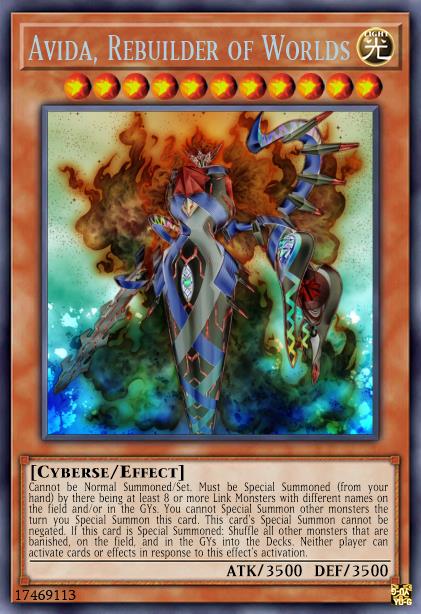 AVIDA, REBUILDER OF WORLDS
LIGHT
光
[CYBERSE/EFFECT]
Cannot be Normal Summoned/Set. Must be Special Summoned (from your
hand) by there being at least 8 or more Link Monsters with different names on
the field and/or in the GYs. You cannot Special Summon other monsters the
turn you Special Summon this card. This card's Special Summon cannot be
negated. If this card is Special Summoned: Shuffle all other monsters that are
banished, on the field, and in the GYs into the Decks. Neither player can
activate cards or effects in response to this effect's activation.
ATK/3500 DEF/3500
17469113